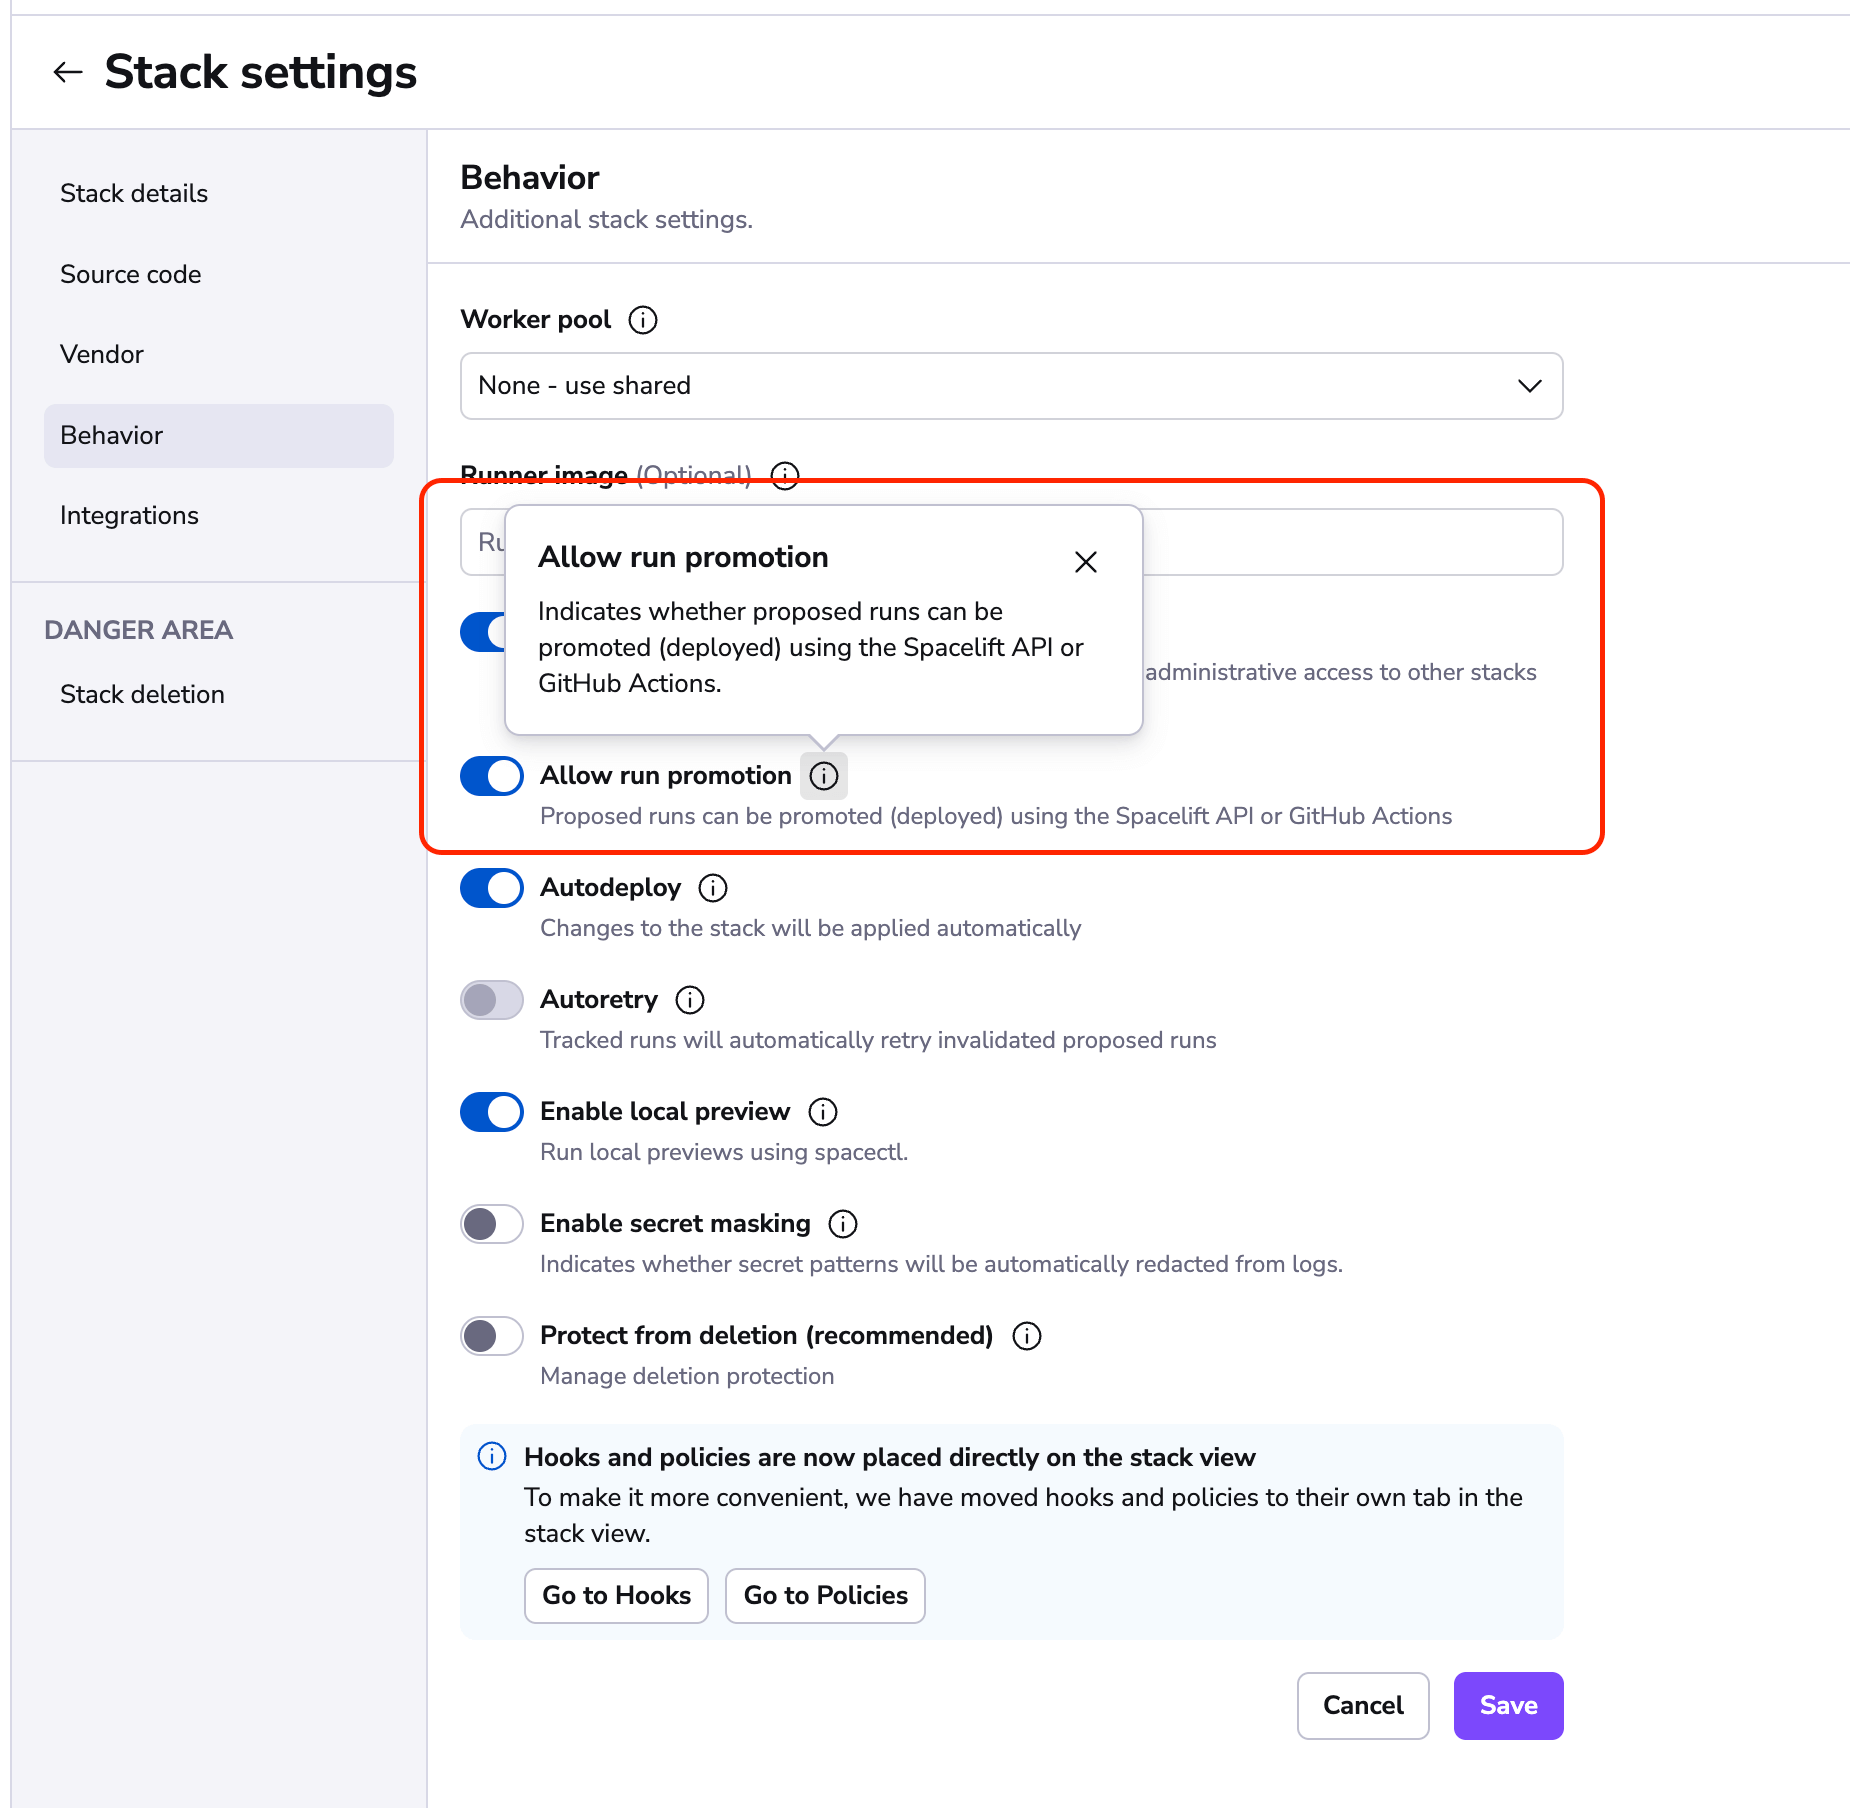 Stack settings
Stack details
Source code
Vendor
Behavior
Integrations
DANGER AREA
Stack deletion
Behavior
Additional stack settings.
Worker pool
None - use shared
Runner image (Optional)
Ru
Allow run promotion
Indicates whether proposed runs can be
promoted (deployed) using the Spacelift API or
GitHub Actions.
administrative access to other stacks
Allow run promotion
Proposed runs can be promoted (deployed) using the Spacelift API or GitHub Actions
Autodeploy
Changes to the stack will be applied automatically
Autoretry
Tracked runs will automatically retry invalidated proposed runs
Enable local preview
Run local previews using spacectl.
Enable secret masking
Indicates whether secret patterns will be automatically redacted from logs.
Protect from deletion (recommended)
Manage deletion protection
Hooks and policies are now placed directly on the stack view
To make it more convenient, we have moved hooks and policies to their own tab in the
stack view.
Go to Hooks
Go to Policies
Cancel
Save